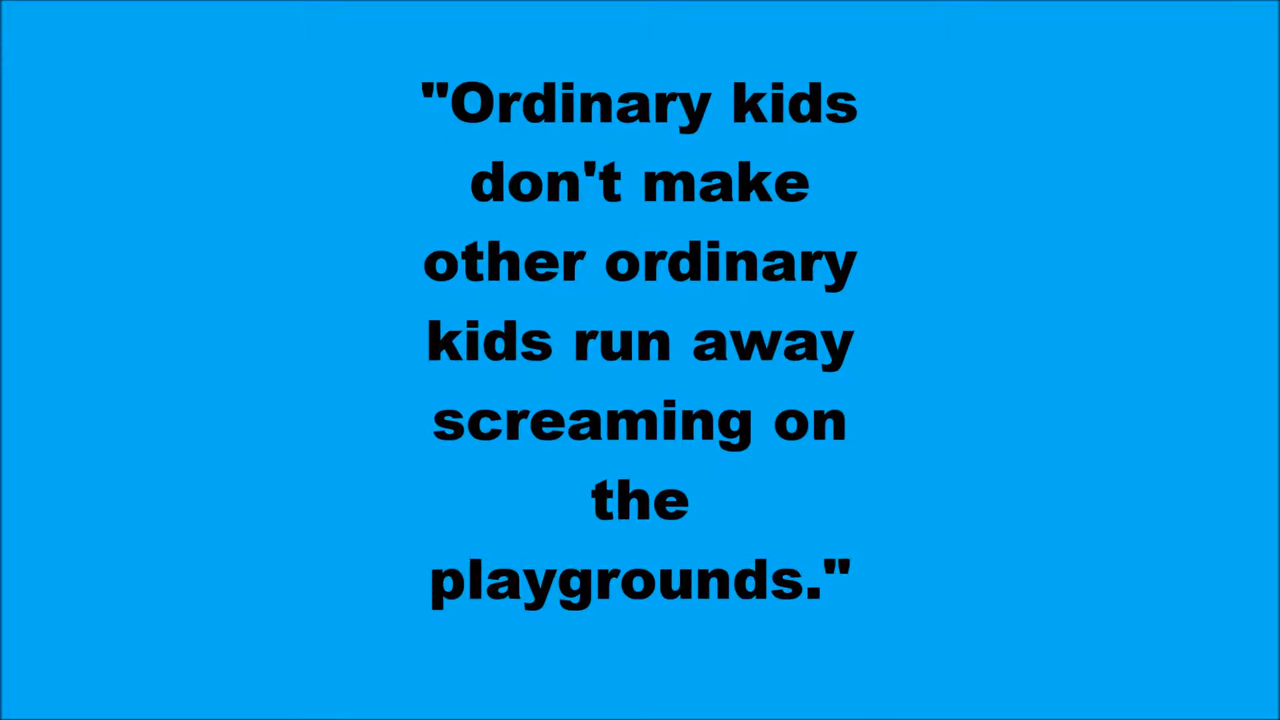 "Ordinary kids
don't make
other ordinary
kids run away
screaming on
the
playgrounds."